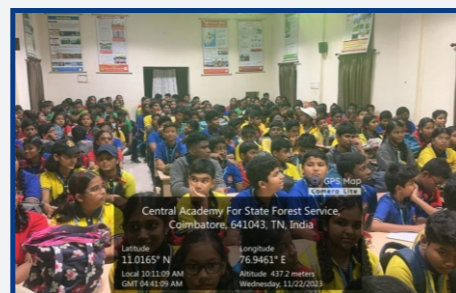 GPS Map
Camera Lite
Central Academy For State Forest Service,
Coimbatore, 641043, TN, India
Latitude
11.0165° N
Local 10:11:09 AM
GMT 04:41:09 AM
Longitude
76.9461° E
Altitude 437.2 meters
Wednesday, 11/22/2023